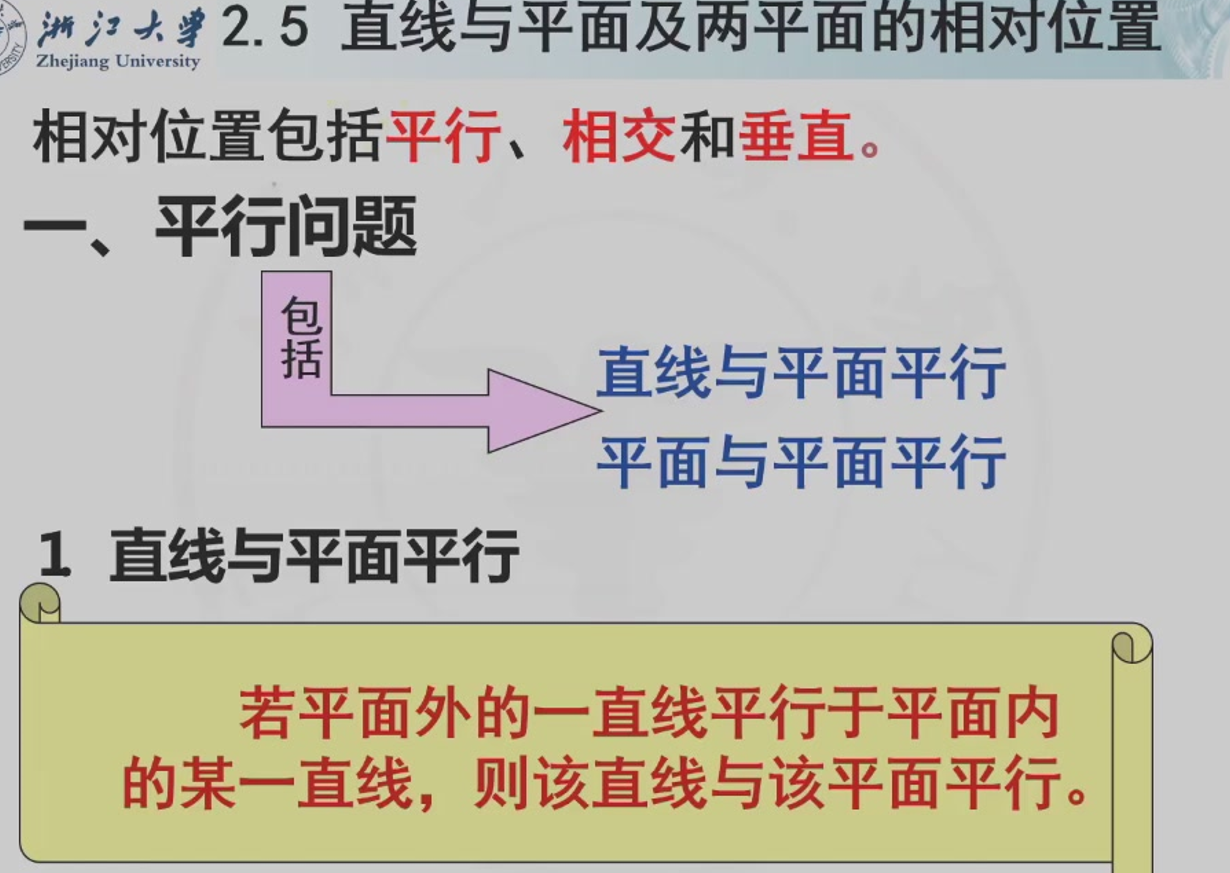 浙江大学
Zhejiang University
2.5 直线与平面及两平面的相对位置
相对位置包括平行、相交和垂直。
一、平行问题
包括
直线与平面平行
平面与平面平行
1 直线与平面平行
若平面外的一直线平行于平面内
的某一直线，则该直线与该平面平行。